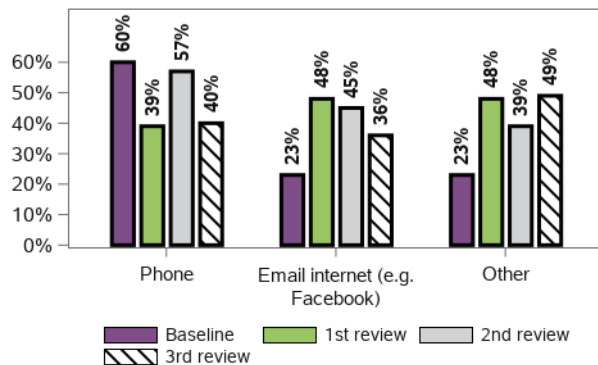 60%
39%
57%
40%
23%
48%
45%
36%
23%
48%
39%
49%
60%
50%
40%
30%
20%
10%
0%
Phone
Email internet (e.g.
Facebook)
Other
Baseline
1st review
2nd review
3rd review